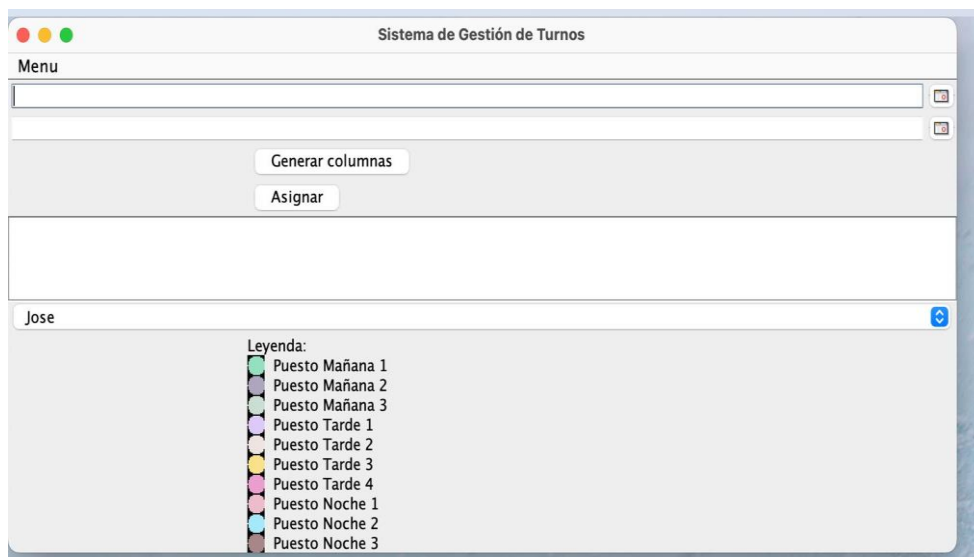 Sistema de Gestión de Turnos
Menu
Generar columnas
Asignar
Jose
Leyenda:
Puesto Mañana 1
Puesto Mañana 2
Puesto Mañana 3
Puesto Tarde 1
Puesto Tarde 2
Puesto Tarde 3
Puesto Tarde 4
Puesto Noche 1
Puesto Noche 2
Puesto Noche 3